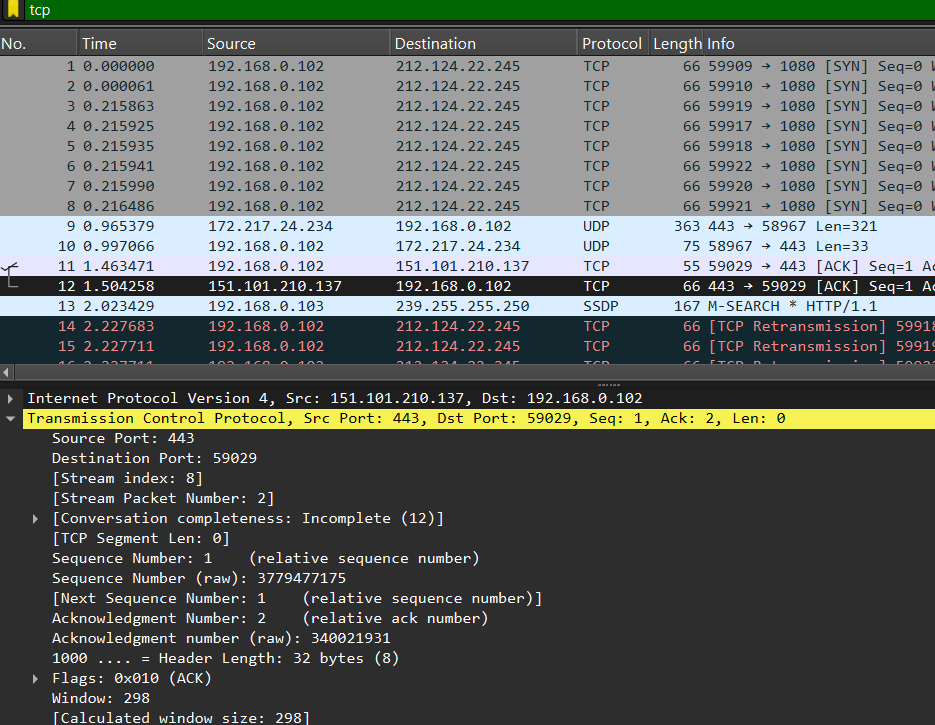 tcp
No. Time Source Destination Protocol Length Info
1 0.000000 192.168.0.102 212.124.22.245 TCP 66 59909 → 1080 [SYN] Seq=0
2 0.000061 192.168.0.102 212.124.22.245 TCP 66 59910 → 1080 [SYN] Seq=0
3 0.215863 192.168.0.102 212.124.22.245 TCP 66 59919 → 1080 [SYN] Seq=0
4 0.215925 192.168.0.102 212.124.22.245 TCP 66 59917 → 1080 [SYN] Seq=0
5 0.215935 192.168.0.102 212.124.22.245 TCP 66 59918 → 1080 [SYN] Seq=0
6 0.215941 192.168.0.102 212.124.22.245 TCP 66 59922 → 1080 [SYN] Seq=0
7 0.215990 192.168.0.102 212.124.22.245 TCP 66 59920 → 1080 [SYN] Seq=0
8 0.216486 192.168.0.102 212.124.22.245 TCP 66 59921 → 1080 [SYN] Seq=0
9 0.965379 172.217.24.234 192.168.0.102 UDP 363 443 → 58967 Len=321
10 0.997066 192.168.0.102 172.217.24.234 UDP 75 58967 → 443 Len=33
11 1.463471 192.168.0.102 151.101.210.137 TCP 55 59029 → 443 [ACK] Seq=1
12 1.504258 151.101.210.137 192.168.0.102 TCP 66 443 → 59029 [ACK] Seq=1
13 2.023429 192.168.0.103 239.255.255.250 SSDP 167 M-SEARCH * HTTP/1.1
14 2.227683 192.168.0.102 212.124.22.245 TCP 66 [TCP Retransmission] 59918
15 2.227711 192.168.0.102 212.124.22.245 TCP 66 [TCP Retransmission] 59919
Internet Protocol Version 4, Src: 151.101.210.137, Dst: 192.168.0.102
Transmission Control Protocol, Src Port: 443, Dst Port: 59029, Seq: 1, Ack: 2, Len: 0
Source Port: 443
Destination Port: 59029
[Stream index: 8]
[Stream Packet Number: 2]
[Conversation completeness: Incomplete (12)]
[TCP Segment Len: 0]
Sequence Number: 1 (relative sequence number)
Sequence Number (raw): 3779477175
[Next Sequence Number: 1 (relative sequence number)]
Acknowledgment Number: 2 (relative ack number)
Acknowledgment number (raw): 340021931
1000 .... = Header Length: 32 bytes (8)
Flags: 0x010 (ACK)
Window: 298
[Calculated window size: 298]